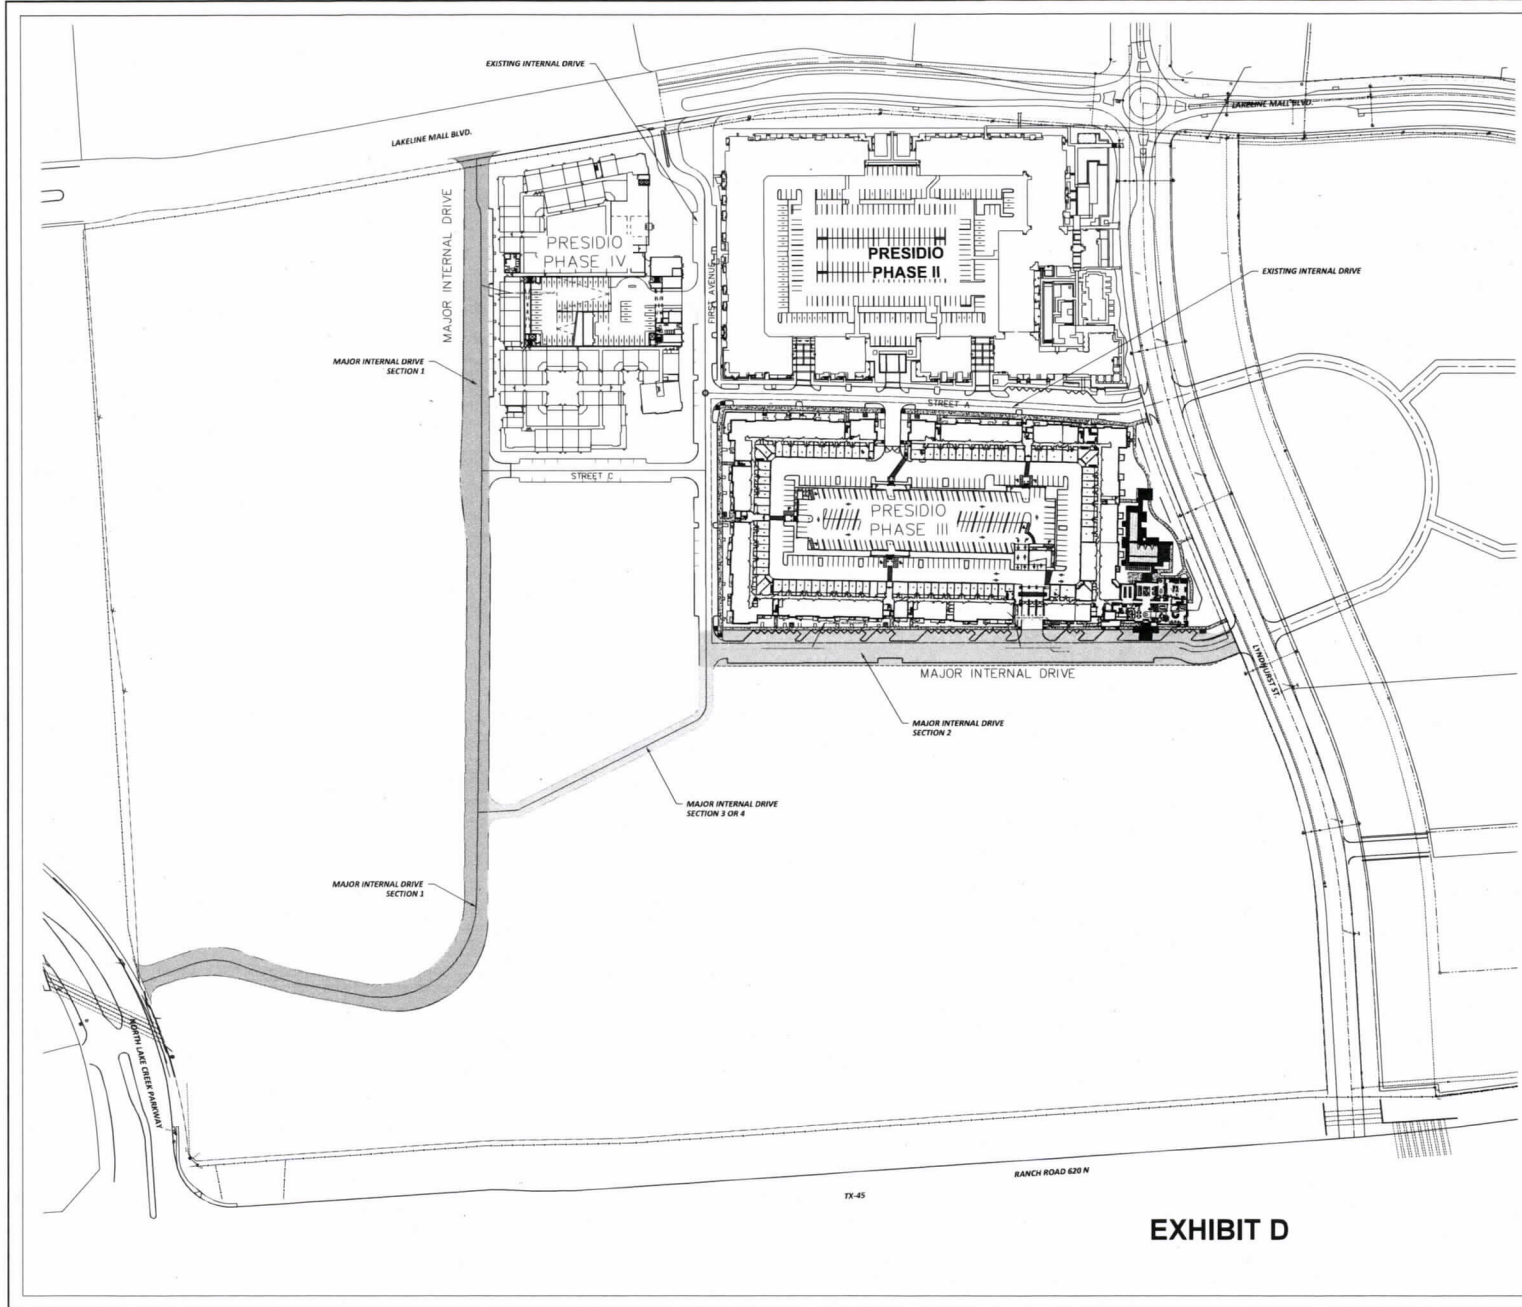 EXISTING INTERNAL DRIVE
LAKELINE MALL BLVD.
LAKELINE MALL BLVD.
MAJOR INTERNAL DRIVE
PRESIDIO
PHASE IV
FIRST AVENUE
PRESIDIO
PHASE II
EXISTING INTERNAL DRIVE
MAJOR INTERNAL DRIVE
SECTION 1
STREET A
STREET C
PRESIDIO
PHASE III
LYNDHURST ST.
MAJOR INTERNAL DRIVE
MAJOR INTERNAL DRIVE
SECTION 2
MAJOR INTERNAL DRIVE
SECTION 3 OR 4
MAJOR INTERNAL DRIVE
SECTION 1
NORTH LAKE CREEK PARKWAY
RANCH ROAD 620 N
TX-45
EXHIBIT D